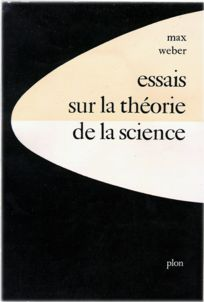 max
weber
essais
sur la théorie
de la science
plon